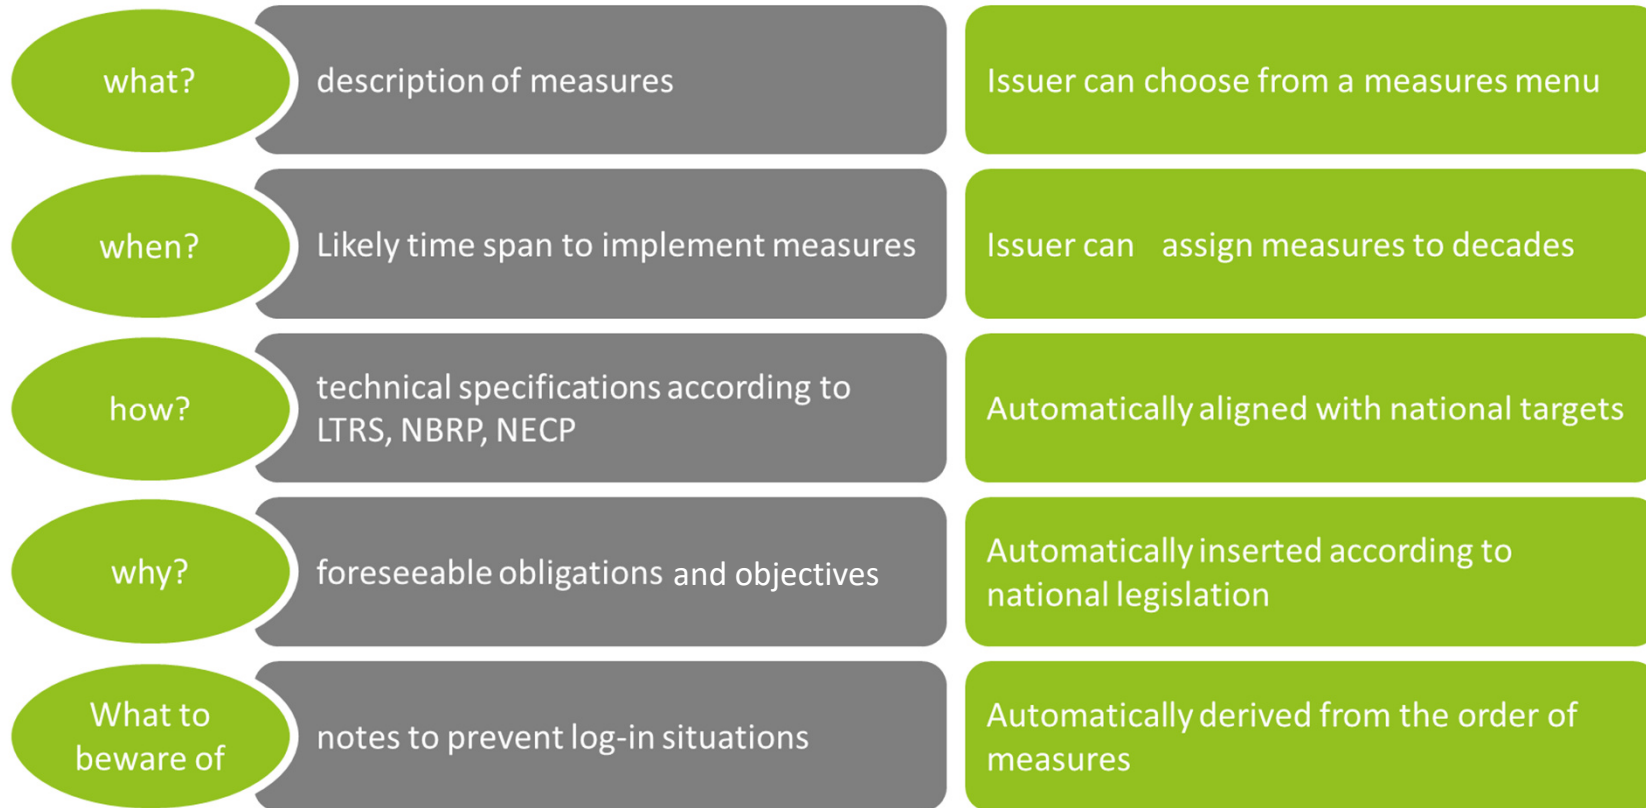 what?
description of measures
Issuer can choose from a measures menu
when?
Likely time span to implement measures
Issuer can assign measures to decades
how?
technical specifications according to
LTRS, NBRP, NECP
Automatically aligned with national targets
why?
foreseeable obligations and objectives
Automatically inserted according to
national legislation
What to
beware of
notes to prevent log-in situations
Automatically derived from the order of
measures